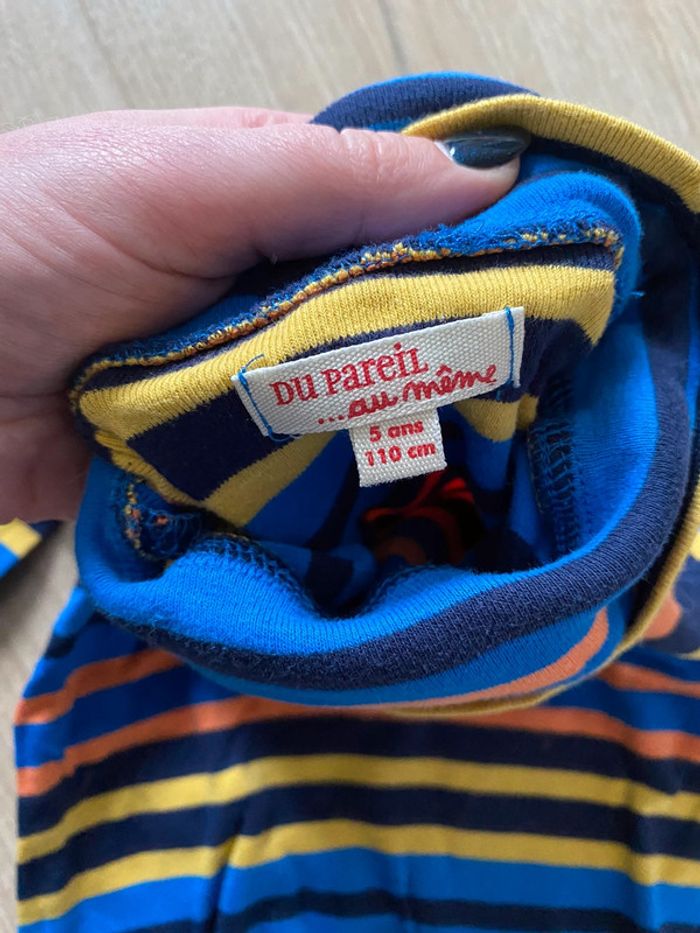 DU PAREIL
...au même
5 ans
110 cm